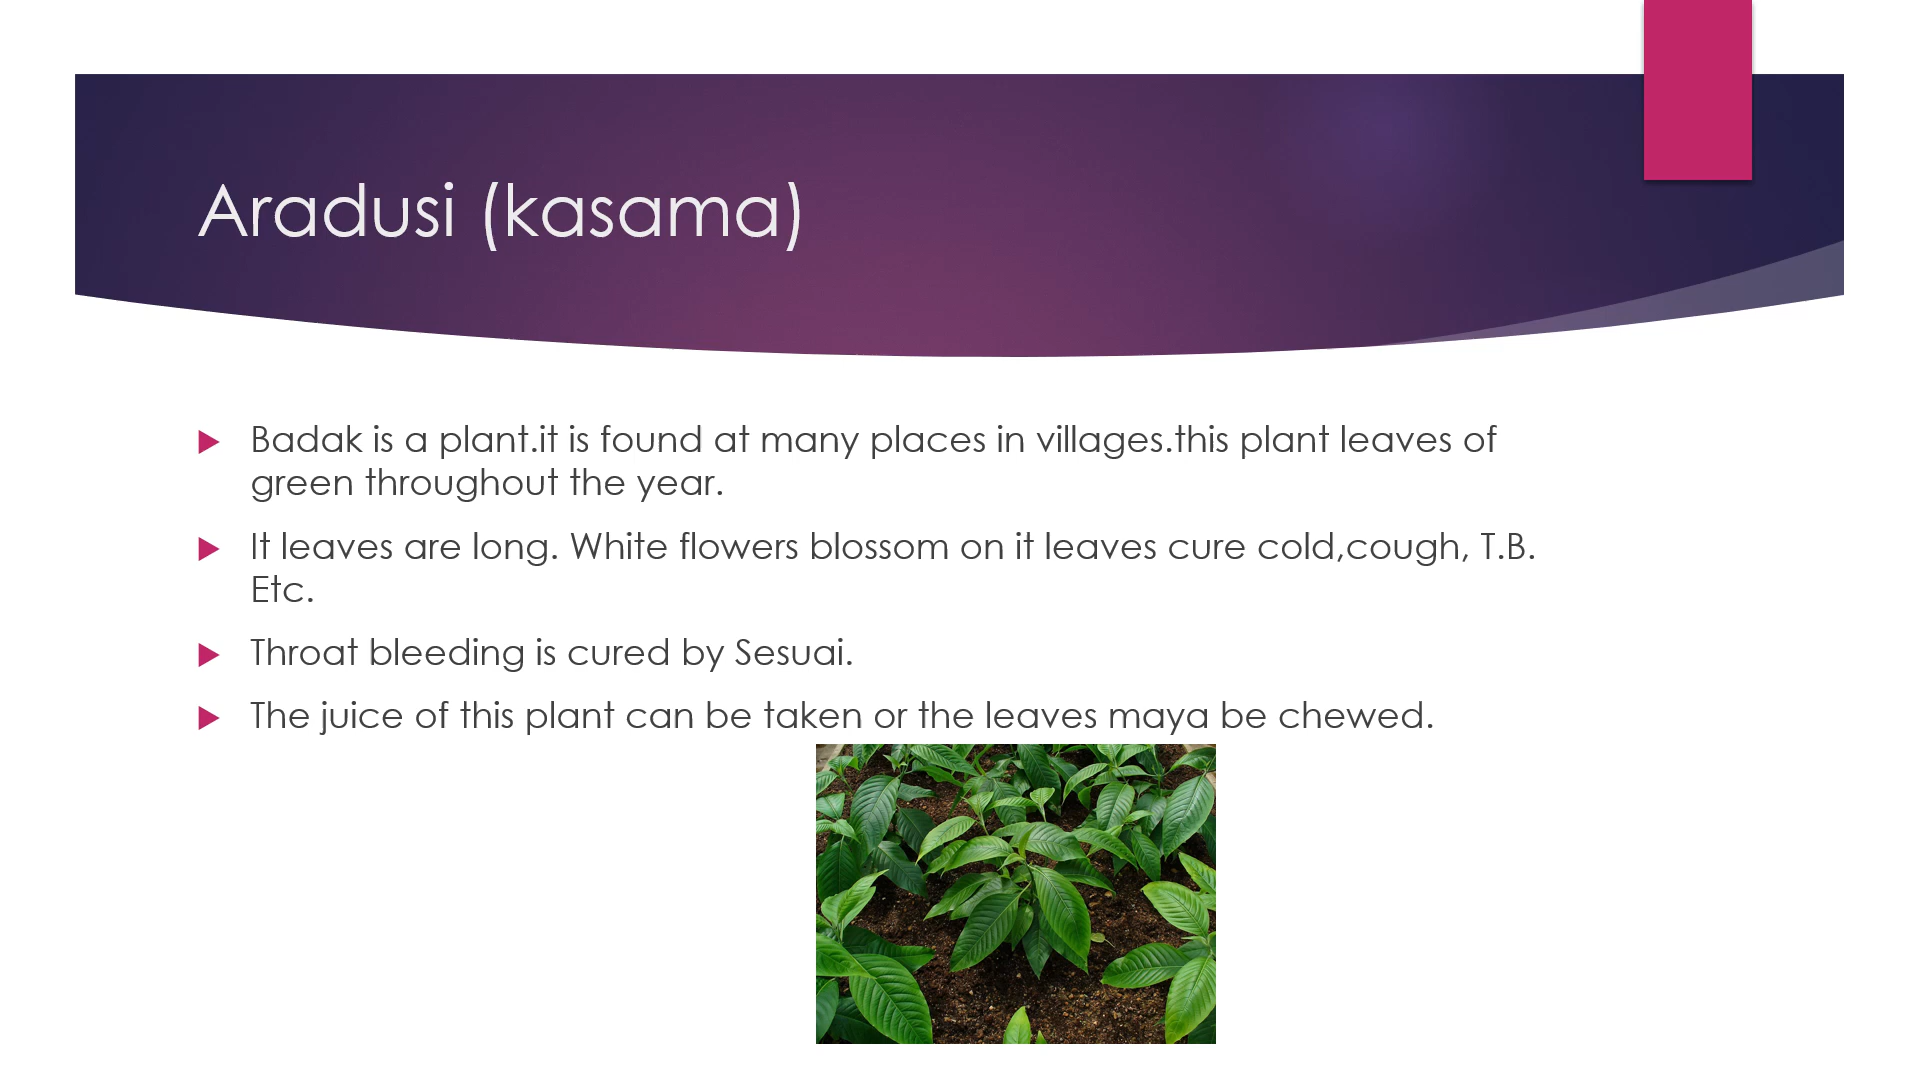 Aradusi (kasama)
Badak is a plant.it is found at many places in villages.this plant leaves of
green throughout the year.
It leaves are long. White flowers blossom on it leaves cure cold,cough, T.B.
Etc.
Throat bleeding is cured by Sesuai.
The juice of this plant can be taken or the leaves maya be chewed.